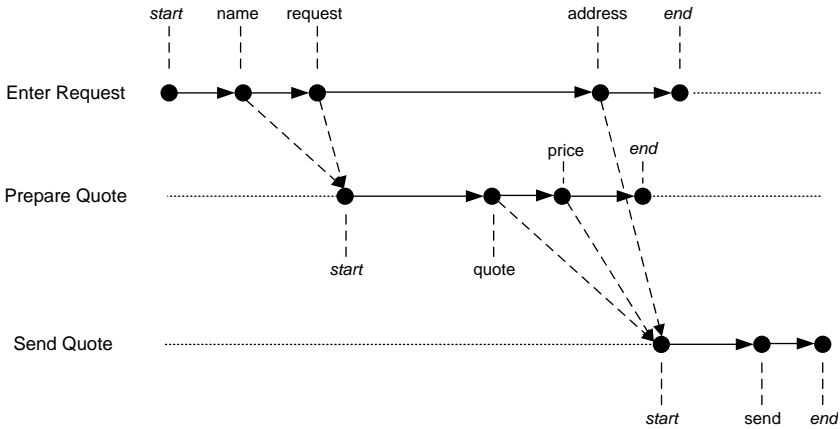 start name request address end
Enter Request
price end
Prepare Quote
start quote
Send Quote
start send end